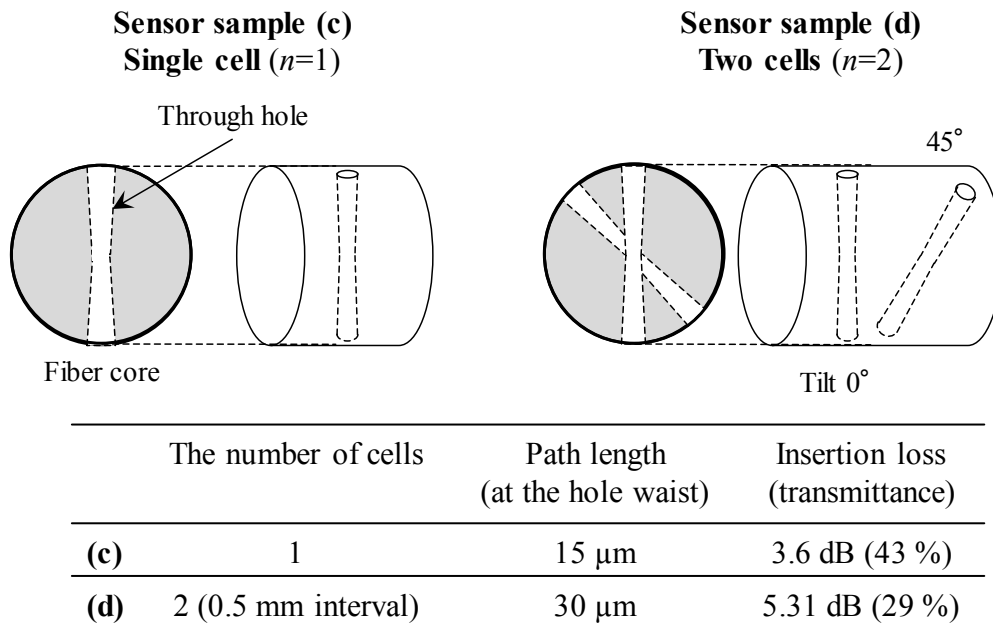 Sensor sample (c)
Single cell (n=1)
Through hole
Fiber core
Sensor sample (d)
Two cells (n=2)
45°
Tilt 0°
The number of cells Path length (at the hole waist) Insertion loss (transmittance)
(c) 1 15 µm 3.6 dB (43 %)
(d) 2 (0.5 mm interval) 30 µm 5.31 dB (29 %)